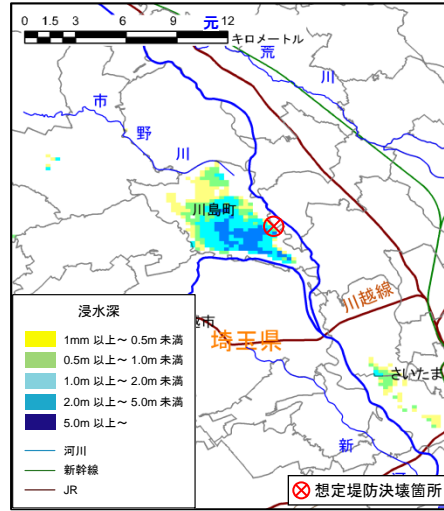 0 1.5 3 6 9 12
キロメートル
元
荒
川
市
野
川
川島町
川越線
越市
埼玉県
さいたま
新
浸水深
1mm 以上～ 0.5m 未満
0.5m 以上～ 1.0m 未満
1.0m 以上～ 2.0m 未満
2.0m 以上～ 5.0m 未満
5.0m 以上～
河川
新幹線
JR
想定堤防決壊箇所